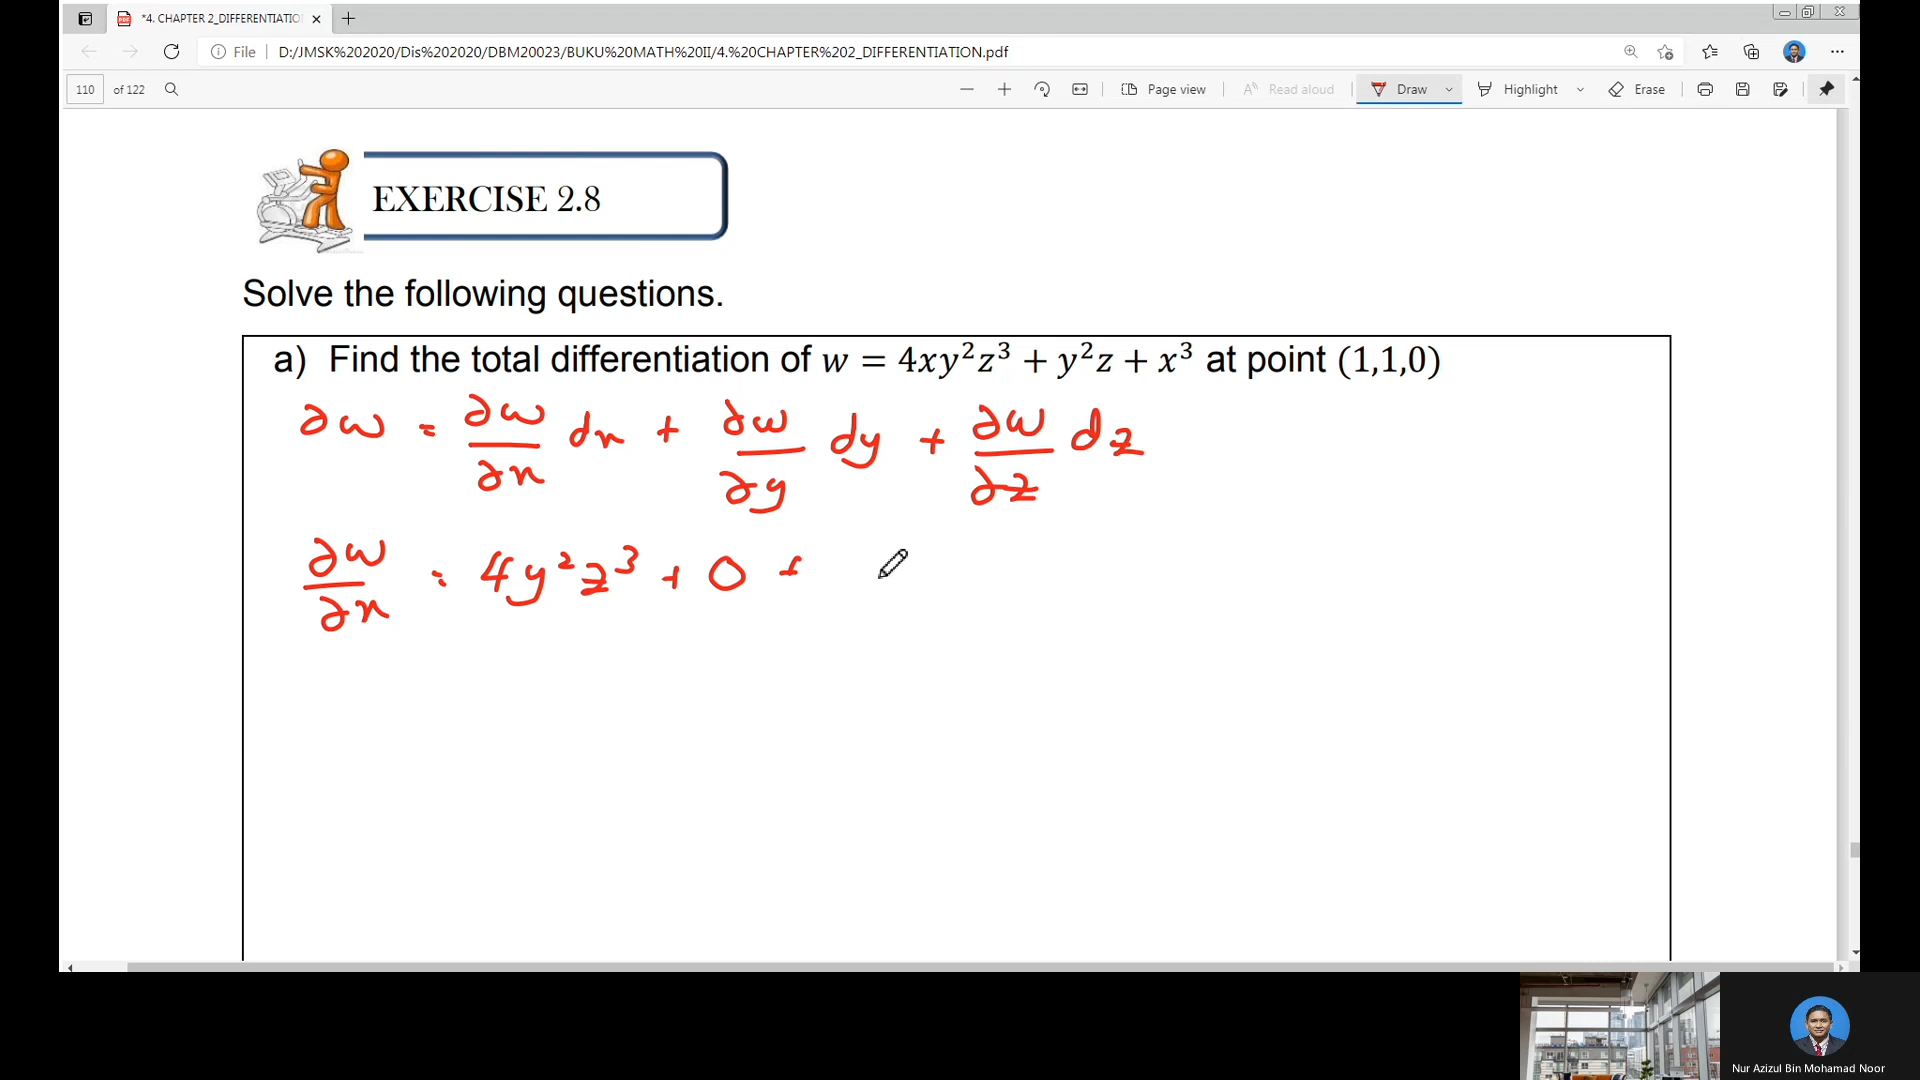 *4. CHAPTER 2_DIFFERENTIATIO
File D:/JMSK%202020/Dis%202020/DBM20023/BUKU%20MATH%20II/4.%20CHAPTER%202_DIFFERENTIATION.pdf
110 of 122 Page view Read aloud Draw Highlight Erase
EXERCISE 2.8
Solve the following questions.
a) Find the total differentiation of w = 4xy²z³ + y²z + x³ at point (1,1,0)
∂w = ∂w/∂x dx + ∂w/∂y dy + ∂w/∂z dz
∂w/∂x = 4y²z³ + 0 +
Nur Azizul Bin Mohamad Noor